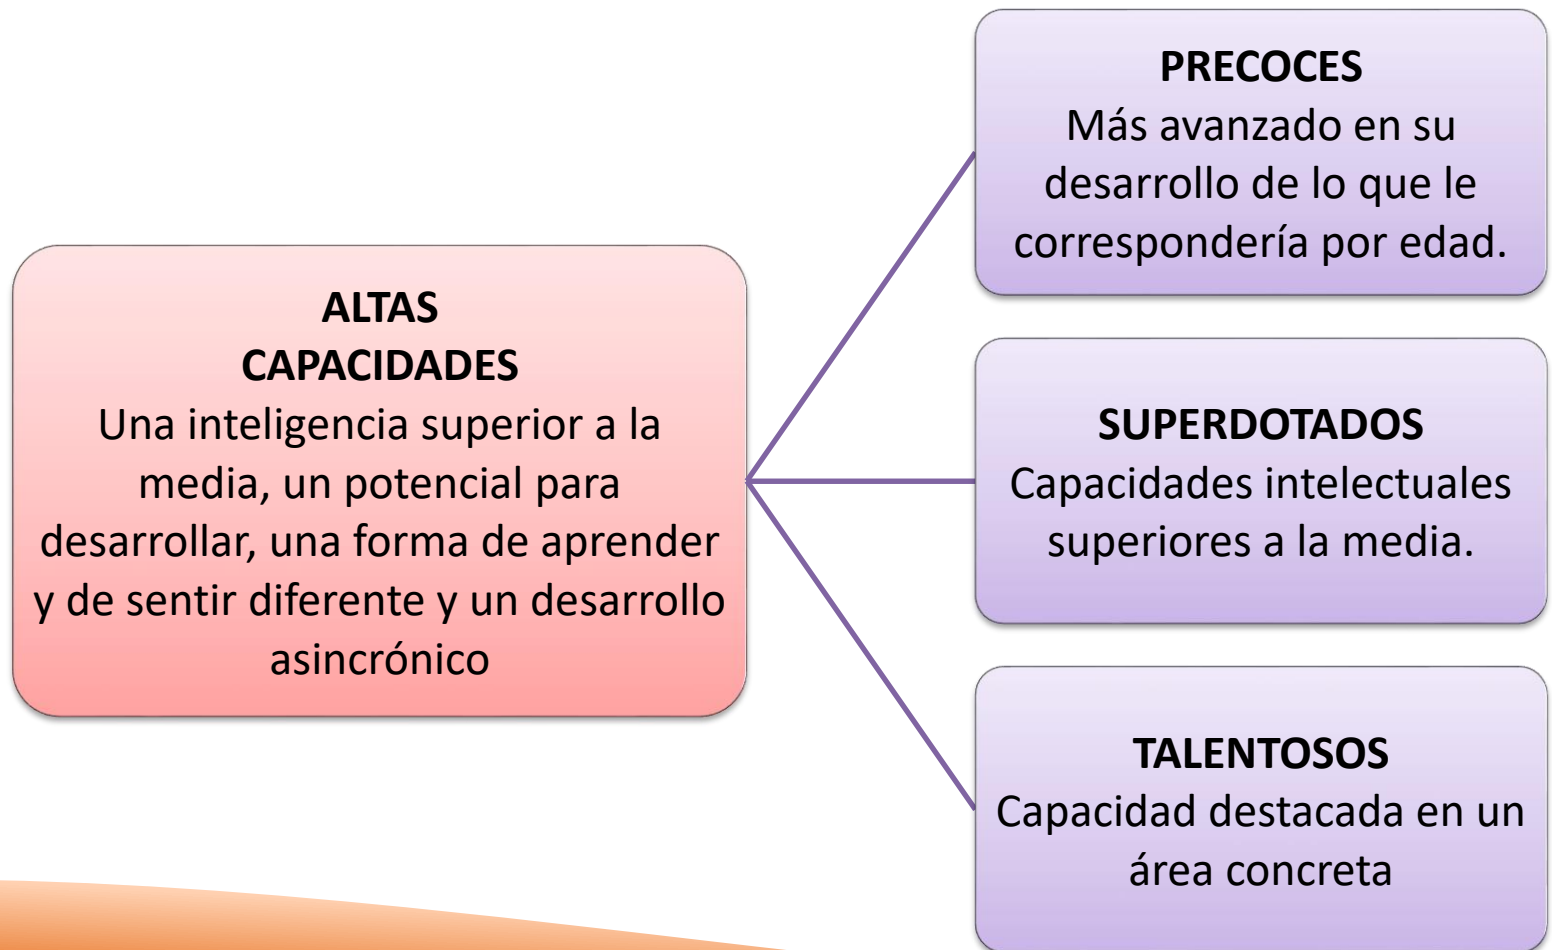 ALTAS
CAPACIDADES
Una inteligencia superior a la
media, un potencial para
desarrollar, una forma de aprender
y de sentir diferente y un desarrollo
asincrónico
PRECOCES
Más avanzado en su
desarrollo de lo que le
correspondería por edad.
SUPERDOTADOS
Capacidades intelectuales
superiores a la media.
TALENTOSOS
Capacidad destacada en un
área concreta